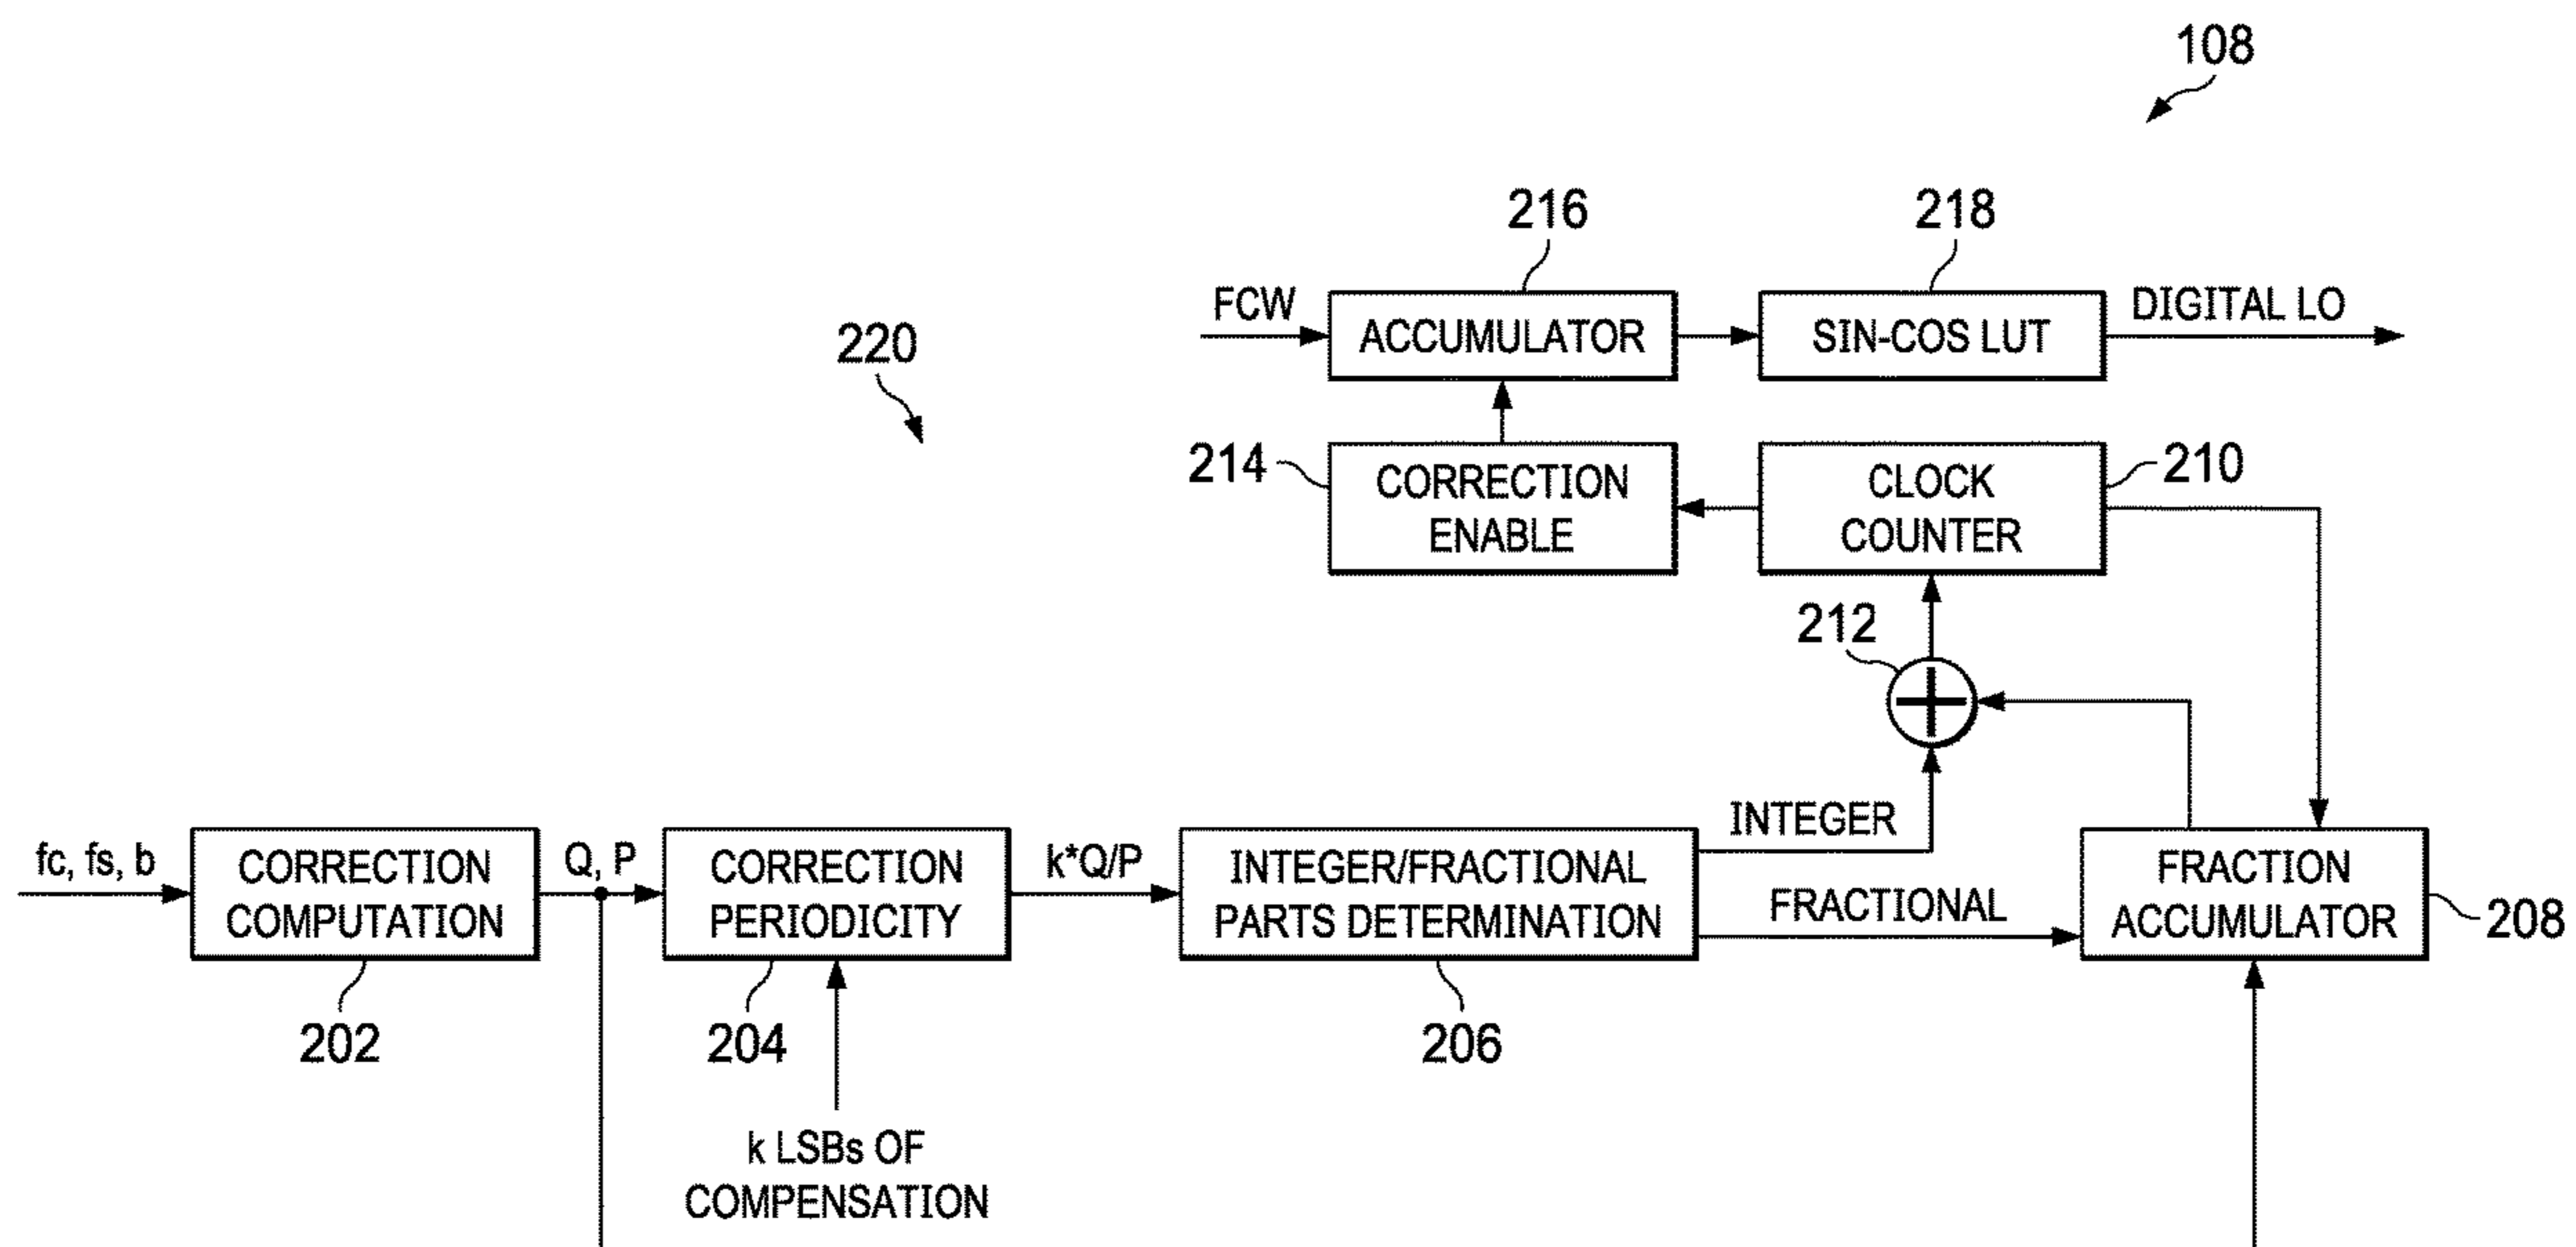 108
216
218
FCW
ACCUMULATOR
SIN-COS LUT
DIGITAL LO
220
214
CORRECTION
ENABLE
CLOCK
COUNTER
210
212
INTEGER
fc, fs, b
CORRECTION
COMPUTATION
Q, P
CORRECTION
PERIODICITY
k*Q/P
INTEGER/FRACTIONAL
PARTS DETERMINATION
FRACTIONAL
FRACTION
ACCUMULATOR
208
202
204
206
k LSBs OF
COMPENSATION